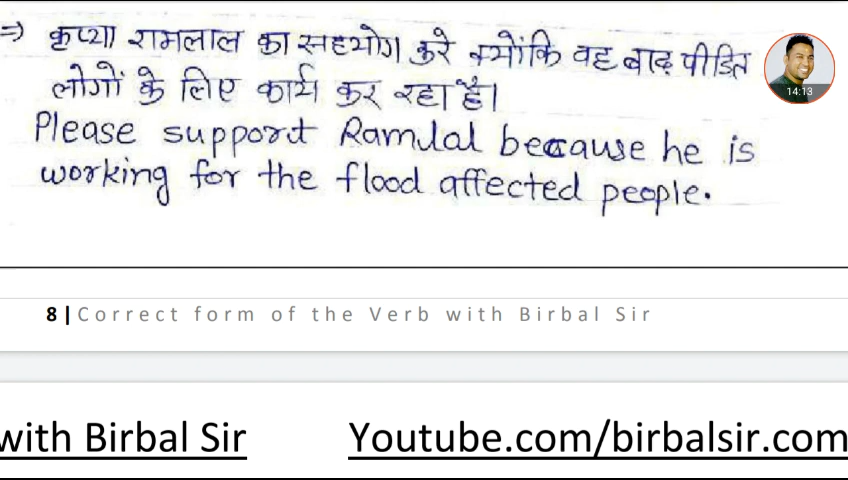 => कृप्या रामलाल का सहयोग करे क्योंकि वह बाढ़ पीडित
लोगों के लिए कार्य कर रहा है।
Please support Ramlal because he is
working for the flood affected people.
14:13
8|Correct form of the Verb with Birbal Sir
with Birbal Sir Youtube.com/birbalsir.com